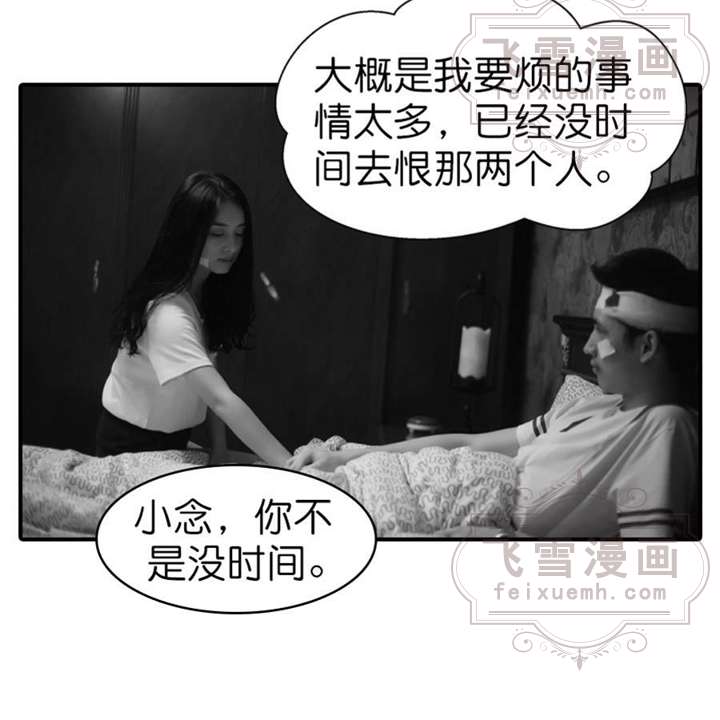 飞雪漫画
feixuemh.com
大概是我要烦的事
情太多，已经没时
间去恨那两个人。
小念，你不
是没时间。
飞雪漫画
feixuemh.com